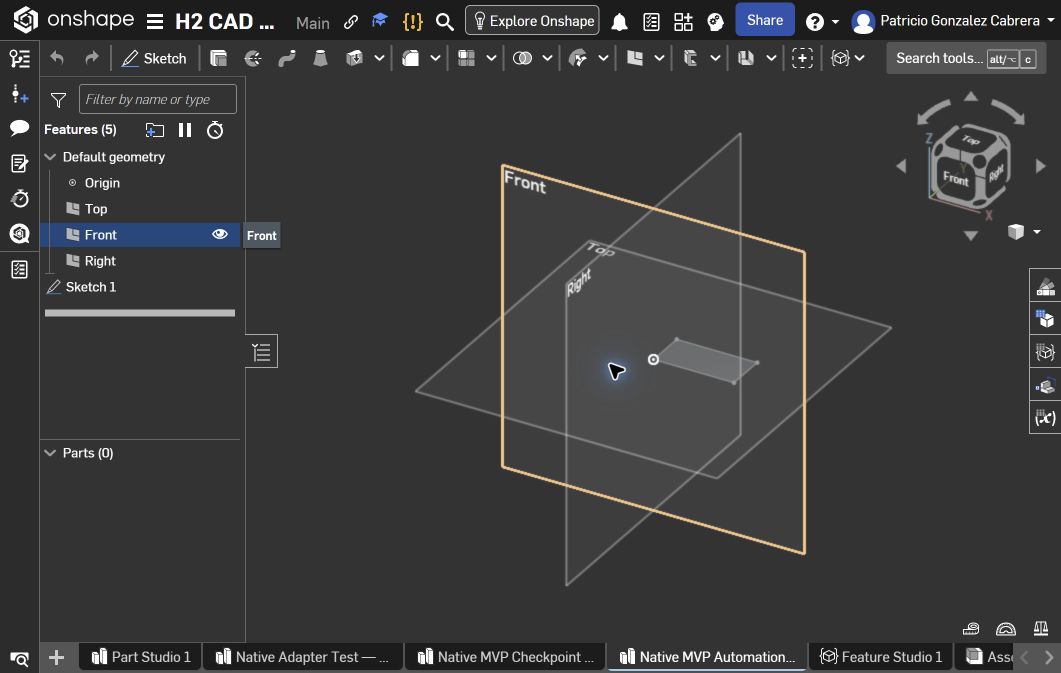 onshape
H2 CAD ...
Main
Explore Onshape
Share
Patricio Gonzalez Cabrera
Sketch
Search tools... alt/⌥ c
Filter by name or type
Features (5)
Default geometry
Origin
Top
Front
Front
Right
Sketch 1
Parts (0)
Front
Top
Right
Z
Top
Y
Front
Right
X
Part Studio 1
Native Adapter Test — ...
Native MVP Checkpoint ...
Native MVP Automation...
Feature Studio 1
Ass